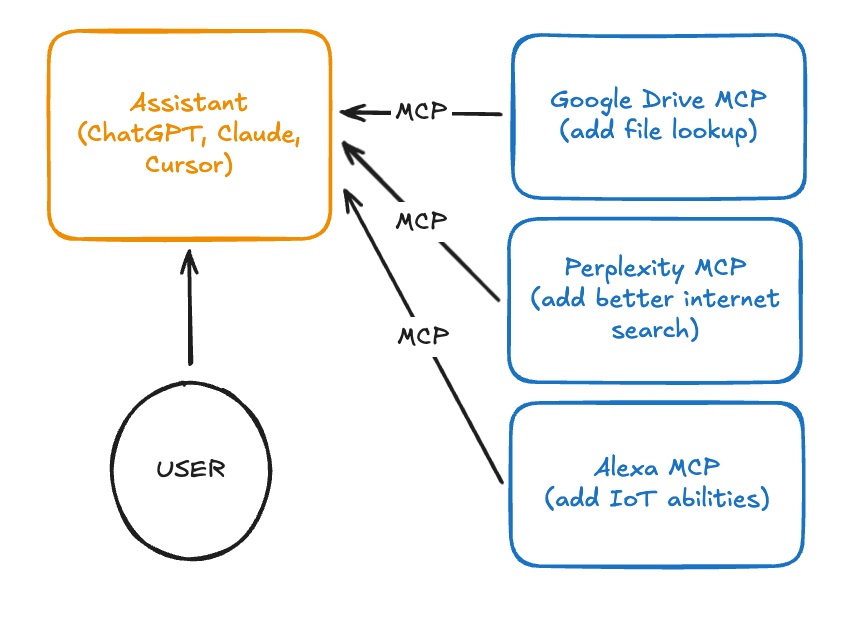 Assistant
(ChatGPT, Claude,
Cursor)
MCP
Google Drive MCP
(add file lookup)
MCP
Perplexity MCP
(add better internet
search)
MCP
USER
Alexa MCP
(add IoT abilities)